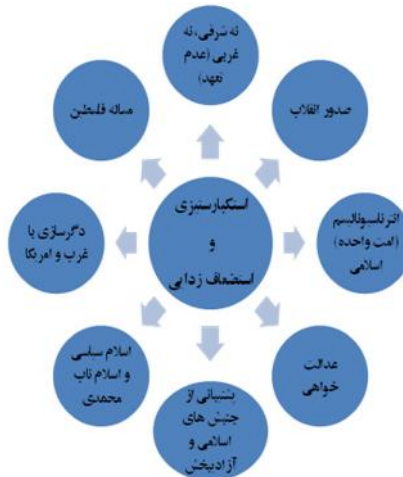 نه شرقی، نه
غربی (عدم
تعهد)
صدور انقلاب
انترناسیونالیسم
(امت واحده)
اسلامی
عدالت
خواهی
پشتیبانی از
جنبش های
اسلامی و
آزادیبخش
اسلام سیاسی
و اسلام ناب
محمدی
دگرسازی با
غرب و امریکا
مساله فلسطین
استکبارستیزی
و
استضعاف زدایی